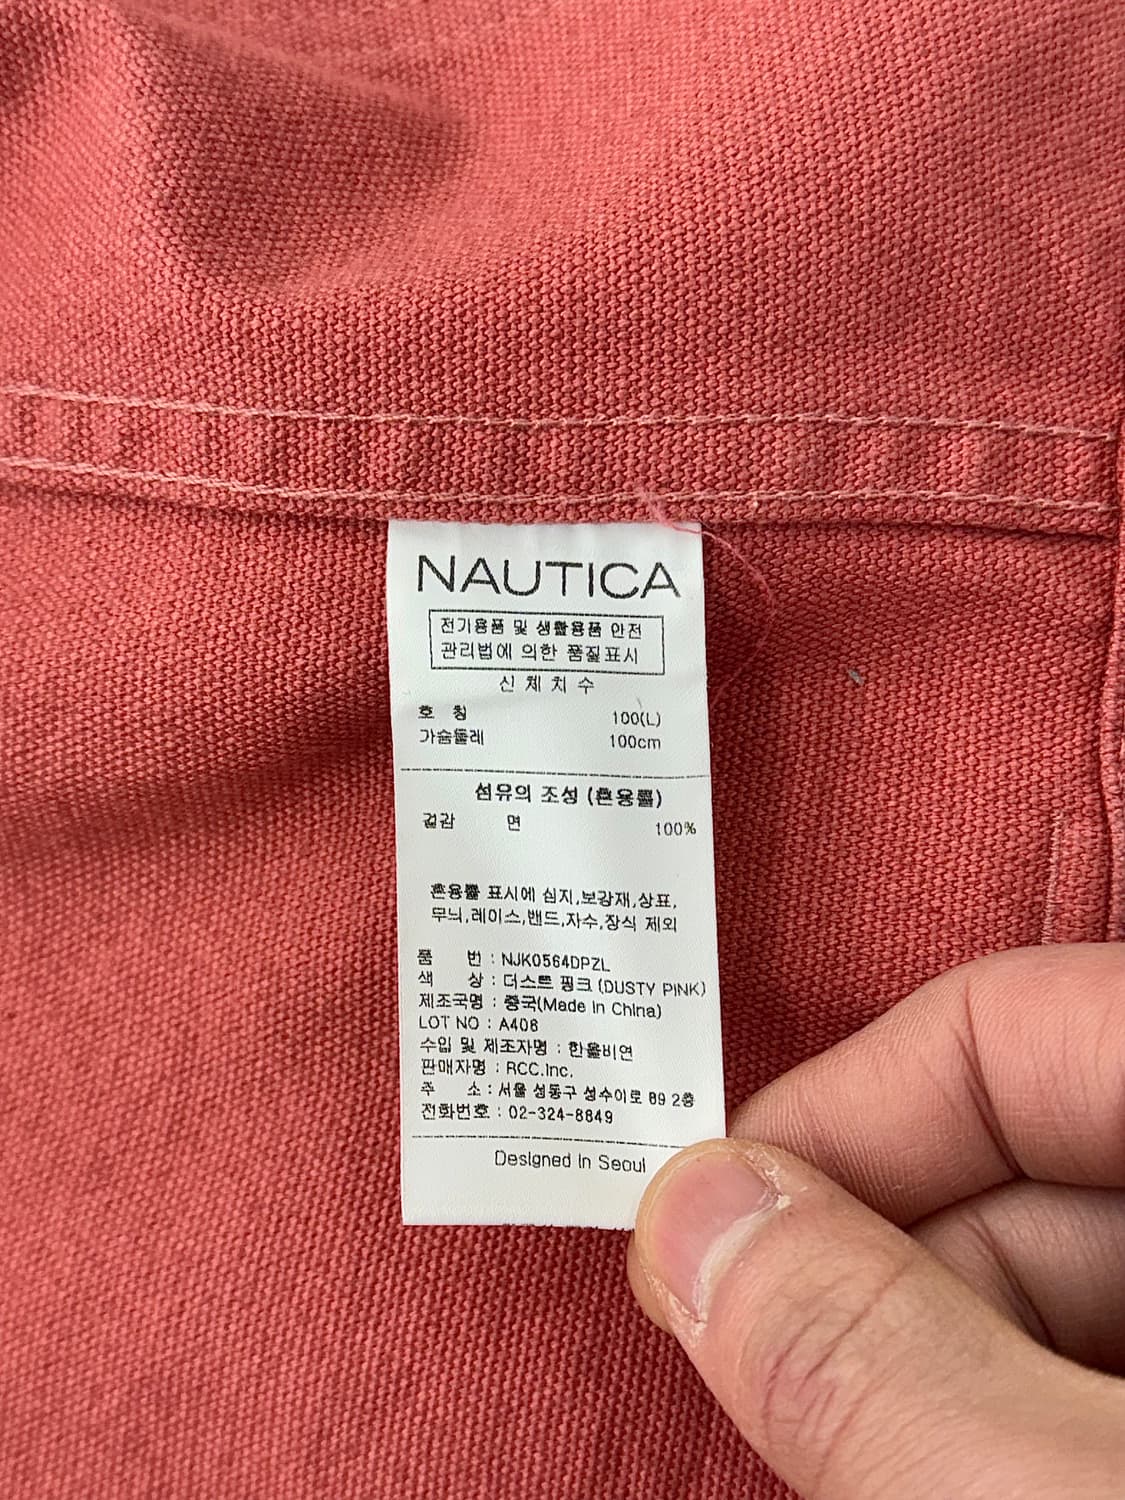 NAUTICA
전기용품 및 생활용품 안전
관리법에 의한 품질표시
신 체 치 수
호 칭 100(L)
가슴둘레 100cm
섬유의 조성 (혼용률)
겉감 면 100%
혼용률 표시에 심지,보강재,상표,
무늬,레이스,밴드,자수,장식 제외
품 번 : NJK0564DPZL
색 상 : 더스트 핑크 (DUSTY PINK)
제조국명 : 중국(Made in China)
LOT NO : A408
수입 및 제조자명 : 한올비연
판매자명 : RCC.Inc.
주 소 : 서울 성동구 성수이로 89 2층
전화번호 : 02-324-8849
Designed in Seoul